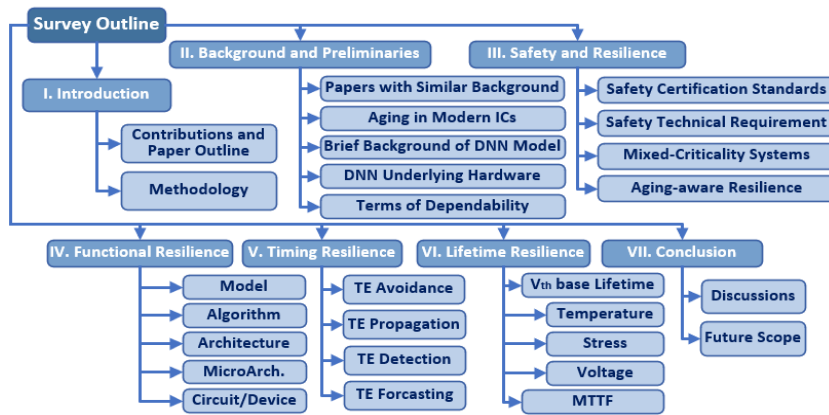 Survey Outline
I. Introduction
Contributions and
Paper Outline
Methodology
II. Background and Preliminaries
Papers with Similar Background
Aging in Modern ICs
Brief Background of DNN Model
DNN Underlying Hardware
Terms of Dependability
III. Safety and Resilience
Safety Certification Standards
Safety Technical Requirement
Mixed-Criticality Systems
Aging-aware Resilience
IV. Functional Resilience
Model
Algorithm
Architecture
MicroArch.
Circuit/Device
V. Timing Resilience
TE Avoidance
TE Propagation
TE Detection
TE Forcasting
VI. Lifetime Resilience
Vth base Lifetime
Temperature
Stress
Voltage
MTTF
VII. Conclusion
Discussions
Future Scope